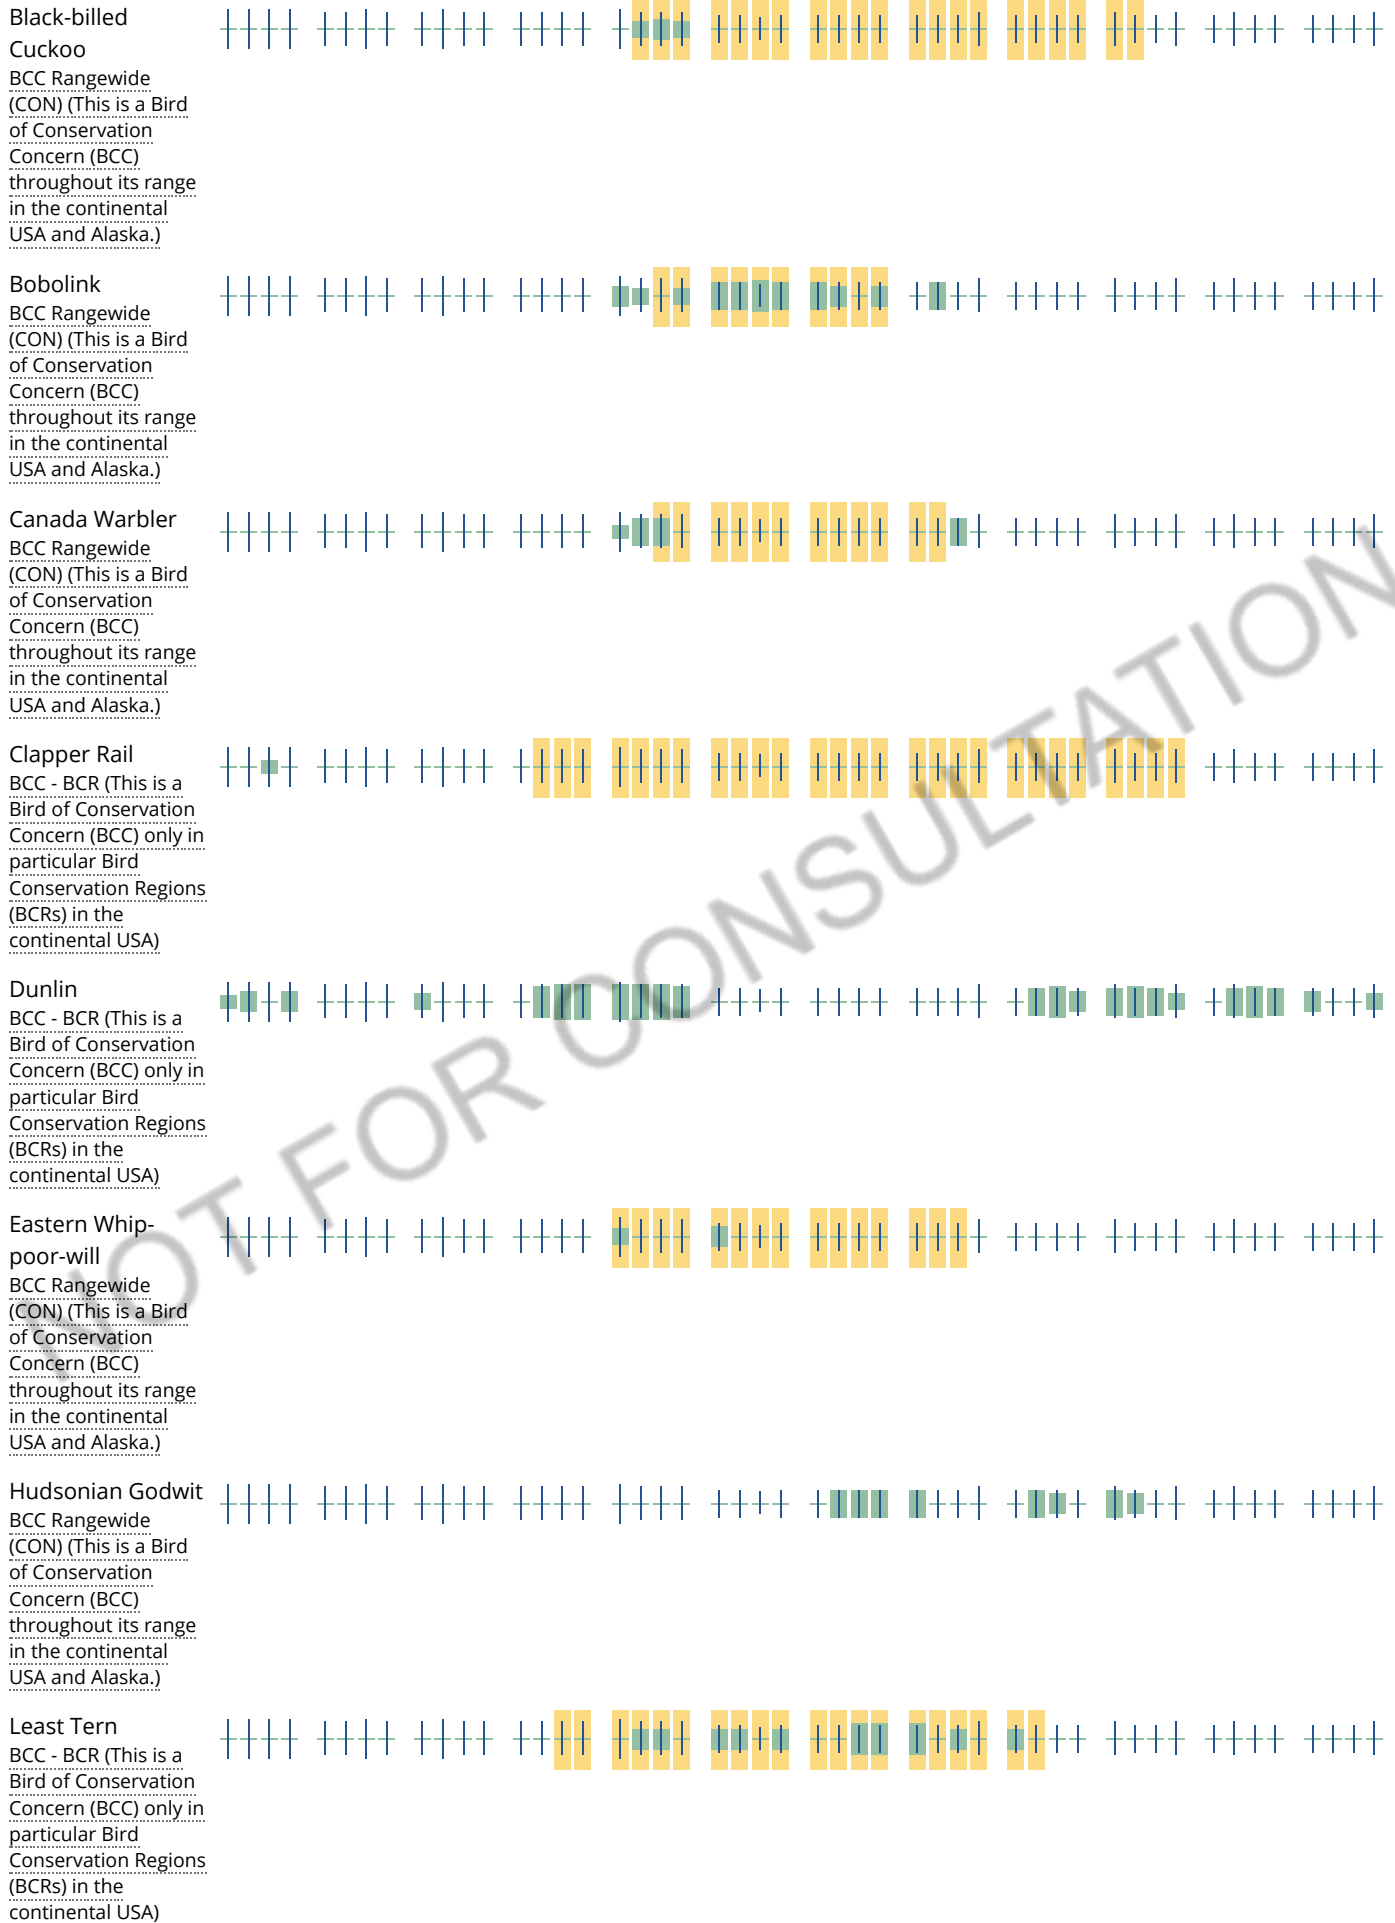 Black-billed
Cuckoo
BCC Rangewide
(CON) (This is a Bird
of Conservation
Concern (BCC)
throughout its range
in the continental
USA and Alaska.)
Bobolink
BCC Rangewide
(CON) (This is a Bird
of Conservation
Concern (BCC)
throughout its range
in the continental
USA and Alaska.)
Canada Warbler
BCC Rangewide
(CON) (This is a Bird
of Conservation
Concern (BCC)
throughout its range
in the continental
USA and Alaska.)
Clapper Rail
BCC - BCR (This is a
Bird of Conservation
Concern (BCC) only in
particular Bird
Conservation Regions
(BCRs) in the
continental USA)
Dunlin
BCC - BCR (This is a
Bird of Conservation
Concern (BCC) only in
particular Bird
Conservation Regions
(BCRs) in the
continental USA)
Eastern Whip-
poor-will
BCC Rangewide
(CON) (This is a Bird
of Conservation
Concern (BCC)
throughout its range
in the continental
USA and Alaska.)
Hudsonian Godwit
BCC Rangewide
(CON) (This is a Bird
of Conservation
Concern (BCC)
throughout its range
in the continental
USA and Alaska.)
Least Tern
BCC - BCR (This is a
Bird of Conservation
Concern (BCC) only in
particular Bird
Conservation Regions
(BCRs) in the
continental USA)
NOT FOR CONSULTATION